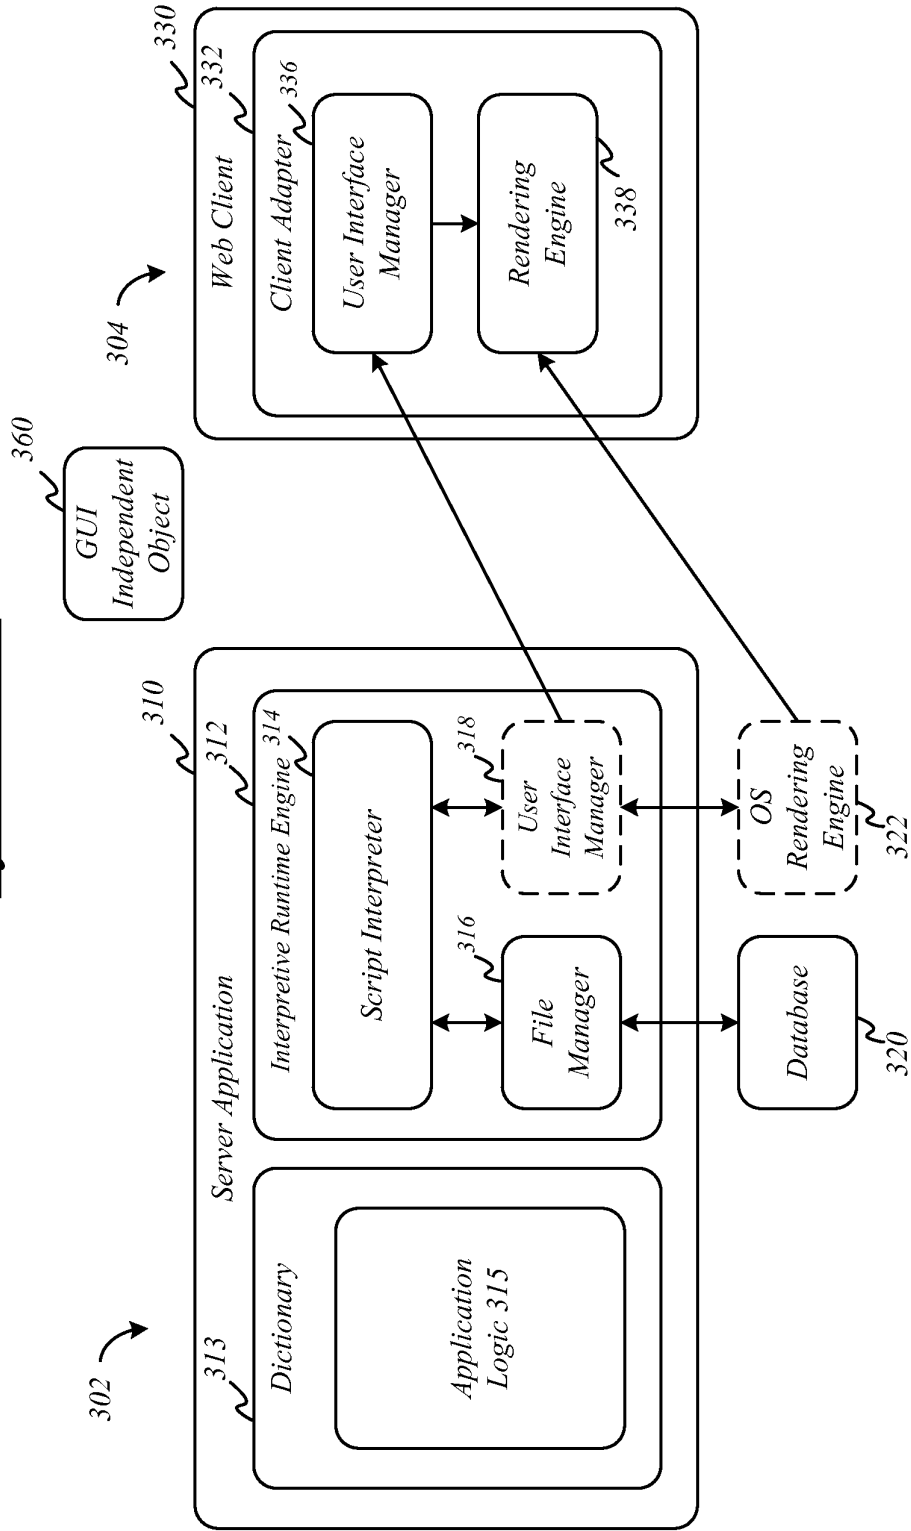 302
304
360
GUI
Independent
Object
310
Server Application
313
Dictionary
Application
Logic 315
312
Interpretive Runtime Engine
314
Script Interpreter
316
File
Manager
318
User
Interface
Manager
Database
320
OS
Rendering
Engine
322
330
Web Client
332
Client Adapter
336
User Interface
Manager
Rendering
Engine
338